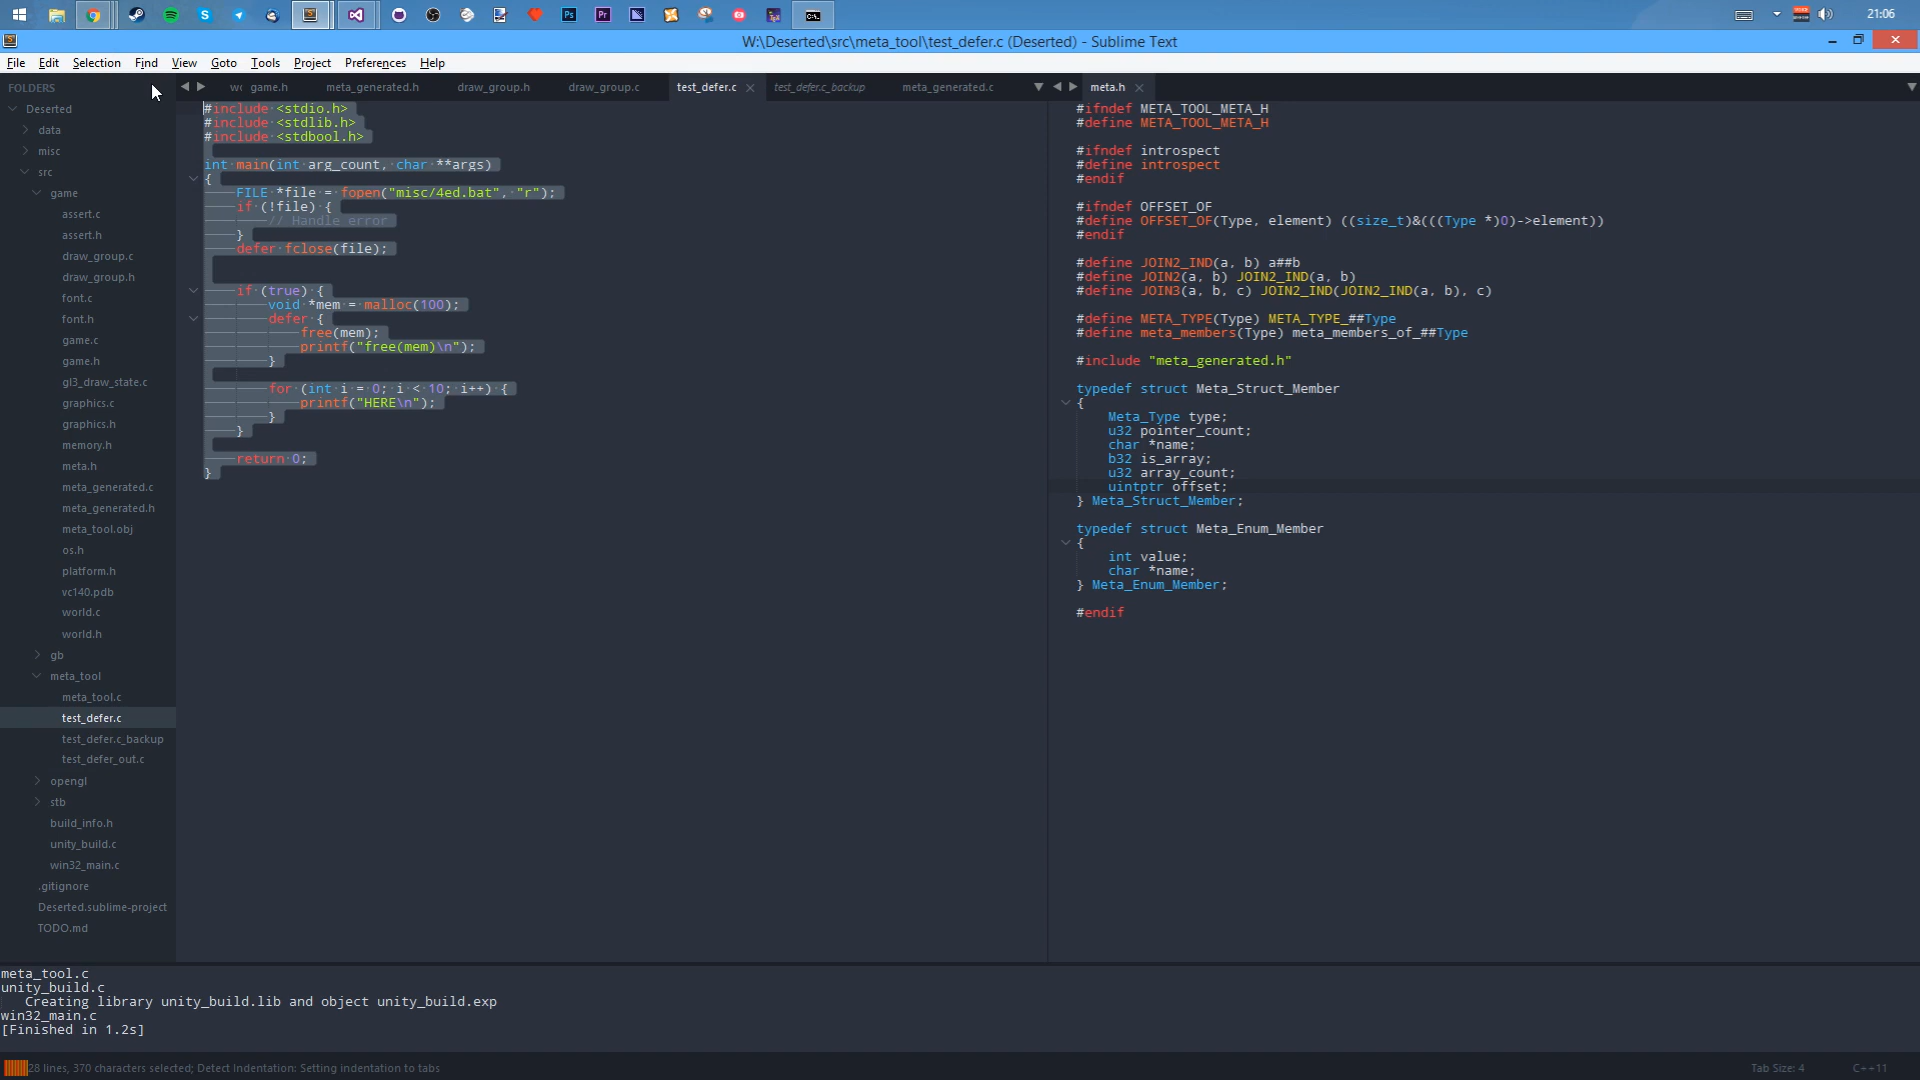 21:06
W:\Deserted\src\meta_tool\test_defer.c (Deserted) - Sublime Text
File Edit Selection Find View Goto Tools Project Preferences Help
FOLDERS
Deserted
data
misc
src
game
assert.c
assert.h
draw_group.c
draw_group.h
font.c
font.h
game.c
game.h
gl3_draw_state.c
graphics.c
graphics.h
memory.h
meta.h
meta_generated.c
meta_generated.h
meta_tool.obj
os.h
platform.h
vc140.pdb
world.c
world.h
gb
meta_tool
meta_tool.c
test_defer.c
test_defer.c_backup
test_defer_out.c
opengl
stb
build_info.h
unity_build.c
win32_main.c
.gitignore
Deserted.sublime-project
TODO.md
game.h meta_generated.h draw_group.h draw_group.c test_defer.c test_defer.c_backup meta_generated.c
#include <stdio.h>
#include <stdlib.h>
#include <stdbool.h>
int main(int arg_count, char **args)
{
FILE *file = fopen("misc/4ed.bat", "r");
if (!file) {
// Handle error
}
defer fclose(file);
if (true) {
void *mem = malloc(100);
defer {
free(mem);
printf("free(mem)\n");
}
for (int i = 0; i < 10; i++) {
printf("HERE\n");
}
}
return 0;
}
meta.h
#ifndef META_TOOL_META_H
#define META_TOOL_META_H
#ifndef introspect
#define introspect
#endif
#ifndef OFFSET_OF
#define OFFSET_OF(Type, element) ((size_t)&(((Type *)0)->element))
#endif
#define JOIN2_IND(a, b) a##b
#define JOIN2(a, b) JOIN2_IND(a, b)
#define JOIN3(a, b, c) JOIN2_IND(JOIN2_IND(a, b), c)
#define META_TYPE(Type) META_TYPE_##Type
#define meta_members(Type) meta_members_of_##Type
#include "meta_generated.h"
typedef struct Meta_Struct_Member
{
Meta_Type type;
u32 pointer_count;
char *name;
b32 is_array;
u32 array_count;
uintptr offset;
} Meta_Struct_Member;
typedef struct Meta_Enum_Member
{
int value;
char *name;
} Meta_Enum_Member;
#endif
meta_tool.c
unity_build.c
Creating library unity_build.lib and object unity_build.exp
win32_main.c
[Finished in 1.2s]
28 lines, 370 characters selected; Detect Indentation: Setting indentation to tabs
Tab Size: 4 C++11